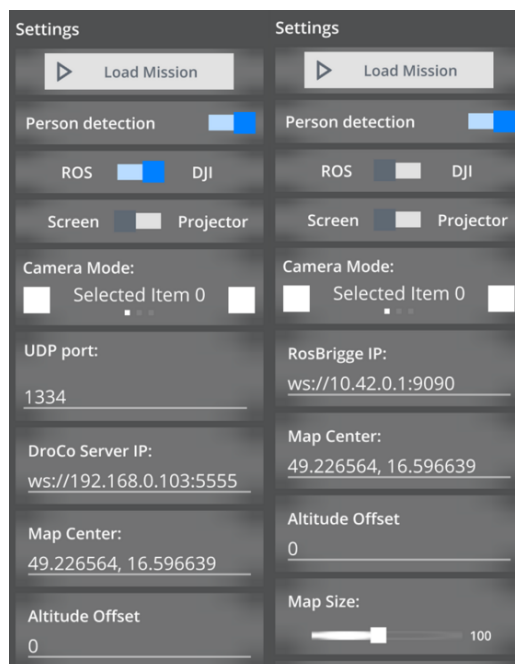 Settings
Load Mission
Person detection
ROS DJI
Screen Projector
Camera Mode:
Selected Item 0
UDP port:
1334
DroCo Server IP:
ws://192.168.0.103:5555
Map Center:
49.226564, 16.596639
Altitude Offset
0
Settings
Load Mission
Person detection
ROS DJI
Screen Projector
Camera Mode:
Selected Item 0
RosBrigge IP:
ws://10.42.0.1:9090
Map Center:
49.226564, 16.596639
Altitude Offset
0
Map Size:
100